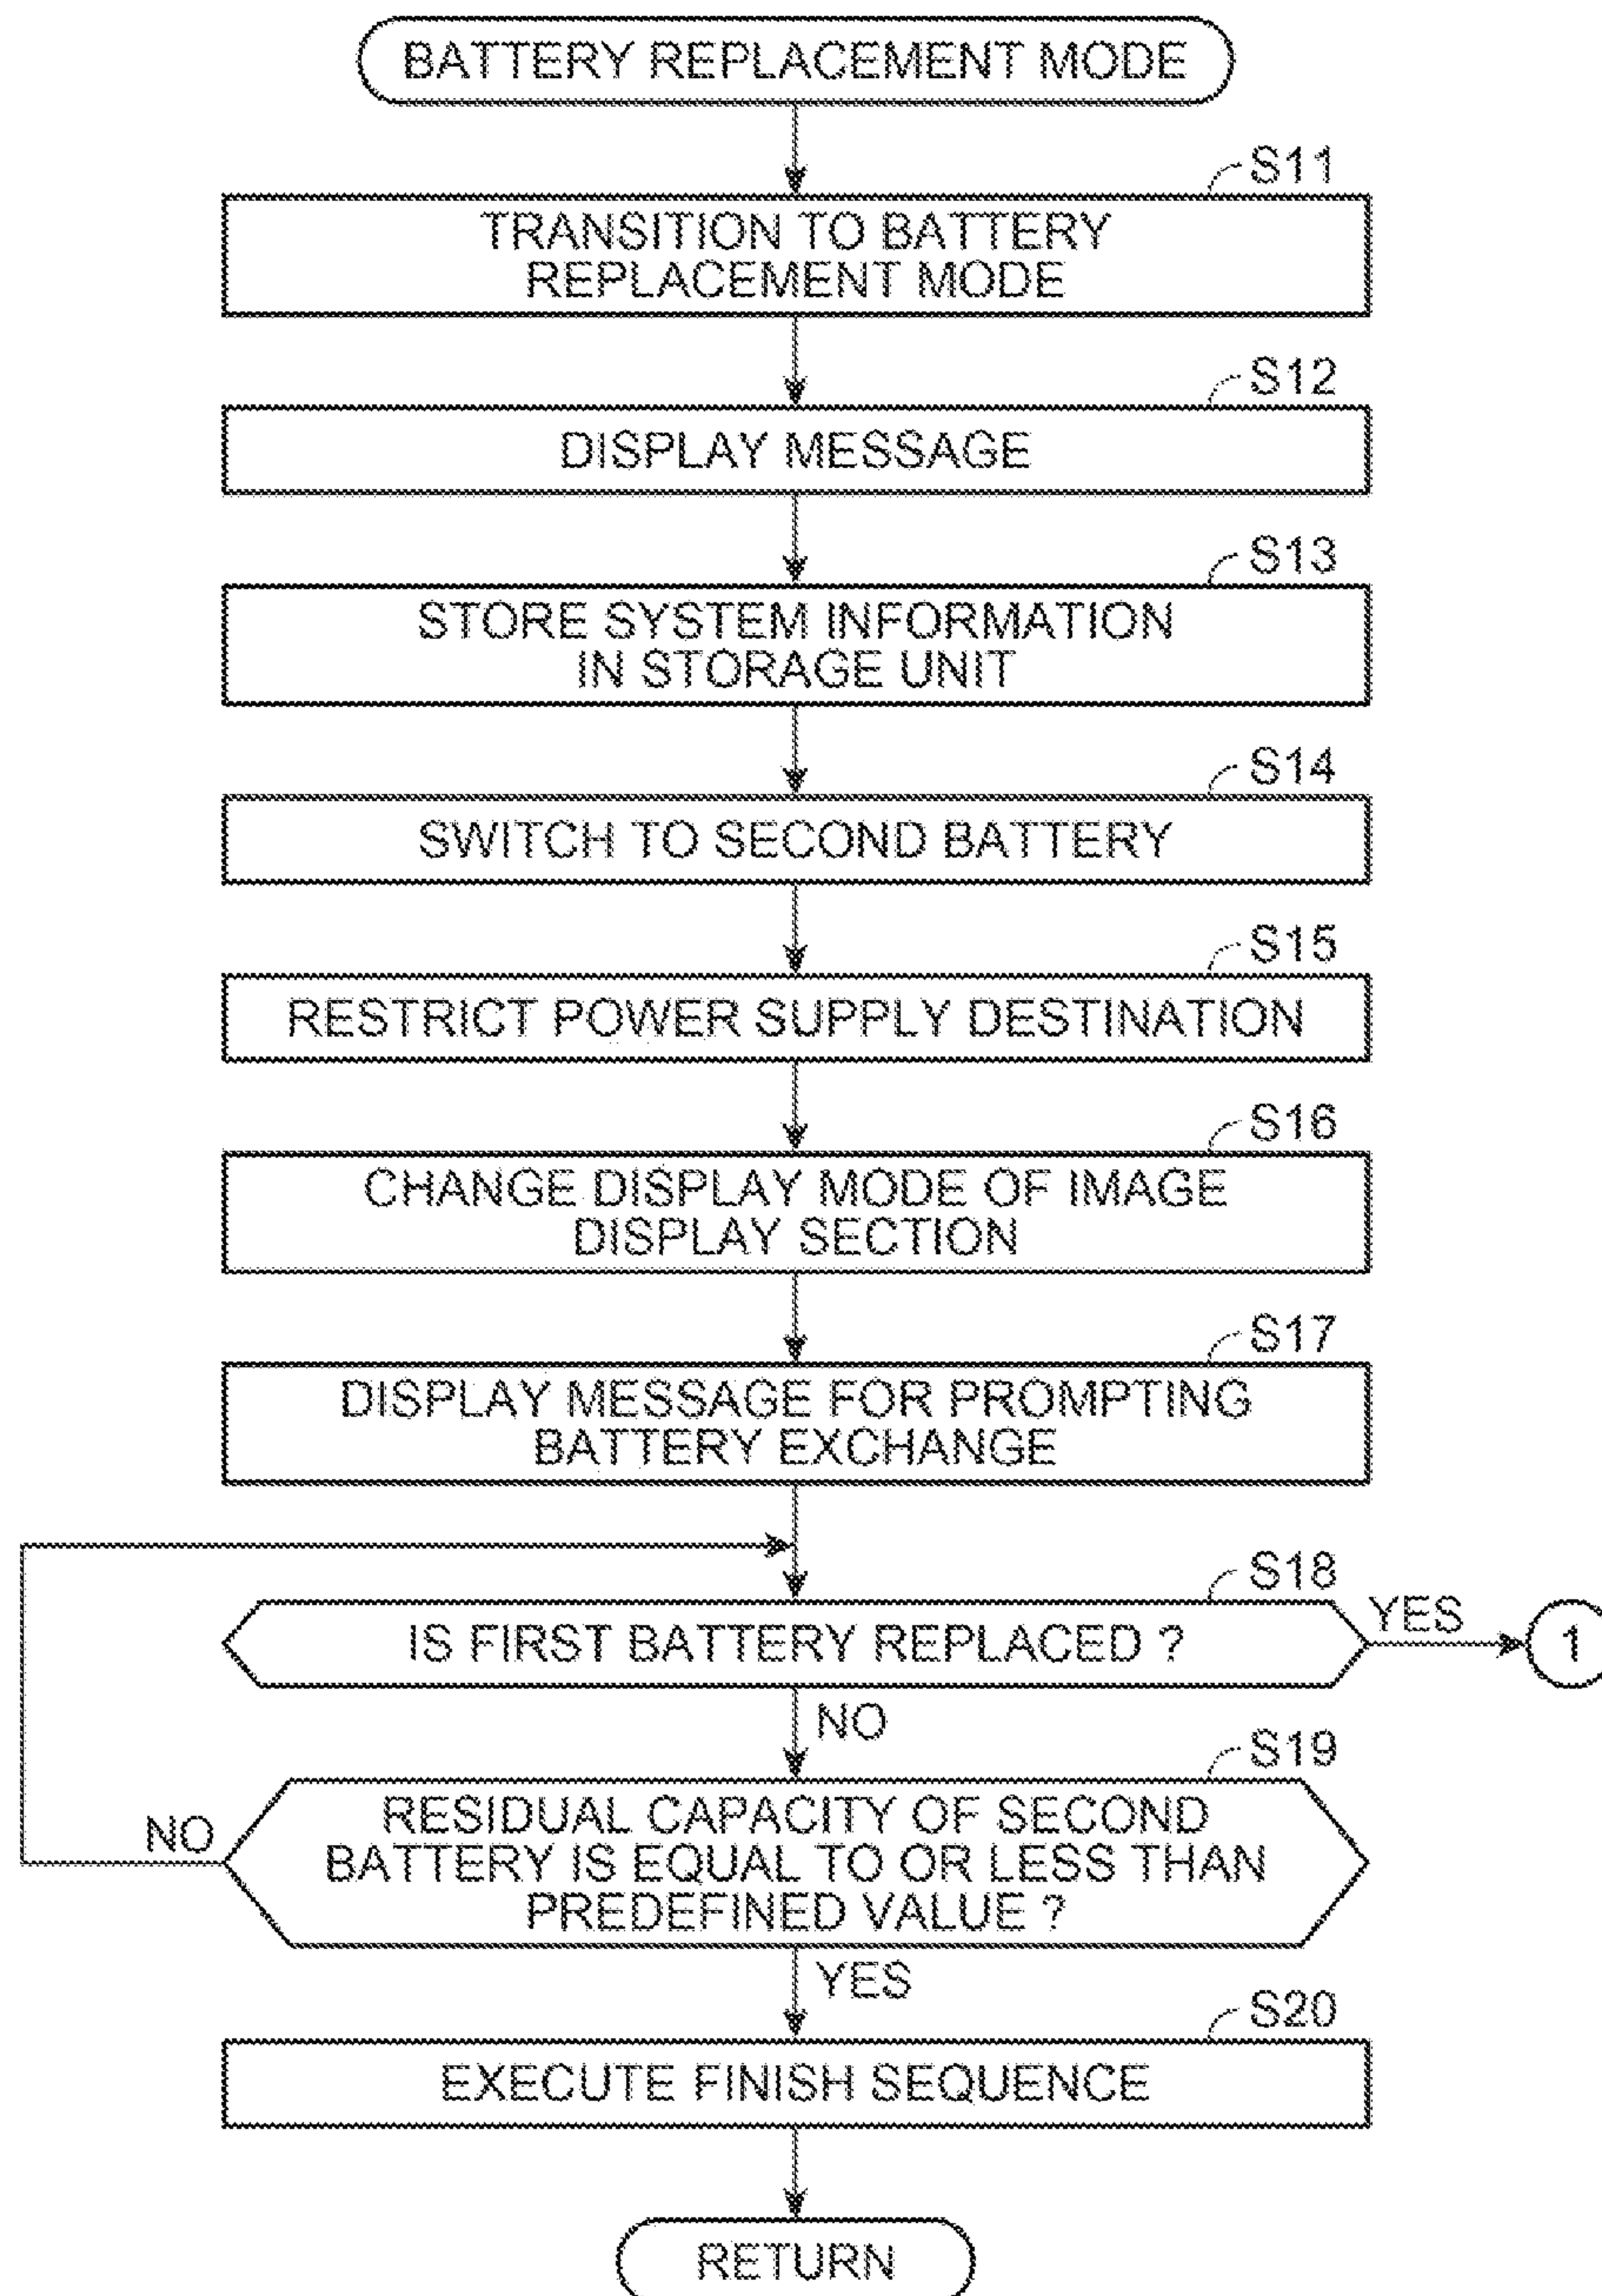 BATTERY REPLACEMENT MODE
S11
TRANSITION TO BATTERY
REPLACEMENT MODE
S12
DISPLAY MESSAGE
S13
STORE SYSTEM INFORMATION
IN STORAGE UNIT
S14
SWITCH TO SECOND BATTERY
S15
RESTRICT POWER SUPPLY DESTINATION
S16
CHANGE DISPLAY MODE OF IMAGE
DISPLAY SECTION
S17
DISPLAY MESSAGE FOR PROMPTING
BATTERY EXCHANGE
S18
IS FIRST BATTERY REPLACED ?
YES
1
NO
S19
RESIDUAL CAPACITY OF SECOND
BATTERY IS EQUAL TO OR LESS THAN
PREDEFINED VALUE ?
NO
YES
S20
EXECUTE FINISH SEQUENCE
RETURN